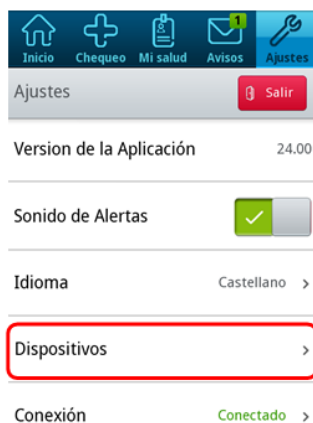 1
Inicio Chequeo Mi salud Avisos Ajustes
Ajustes Salir
Version de la Aplicación 24.00
Sonido de Alertas
Idioma Castellano
Dispositivos
Conexión Conectado